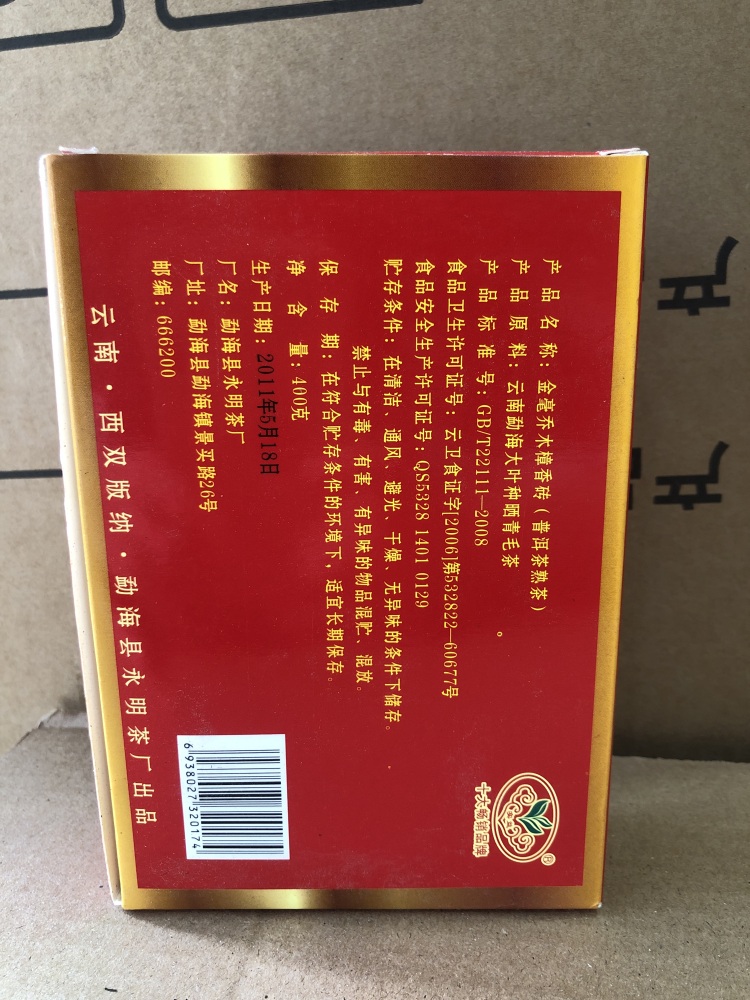 产品名称：金毫乔木樟香砖（普洱茶熟茶）
产品原料：云南勐海大叶种晒青毛茶。
产品标准号：GB/T22111—2008
食品卫生许可证号：云卫食证字[2006]第532822—60677号
食品安全生产许可证号：QS5328 1401 0129
贮存条件：在清洁、通风、避光、干燥、无异味的条件下储存。
禁止与有毒、有害、有异味的物品混贮、混放。
保存期：在符合贮存条件的环境下，适宜长期保存。
净含量：400克
生产日期：2011年5月18日
厂名：勐海县永明茶厂
厂址：勐海县勐海镇景买路26号
邮编：666200
云南·西双版纳·勐海县永明茶厂出品
十大畅销品牌
®
6 938027 320174